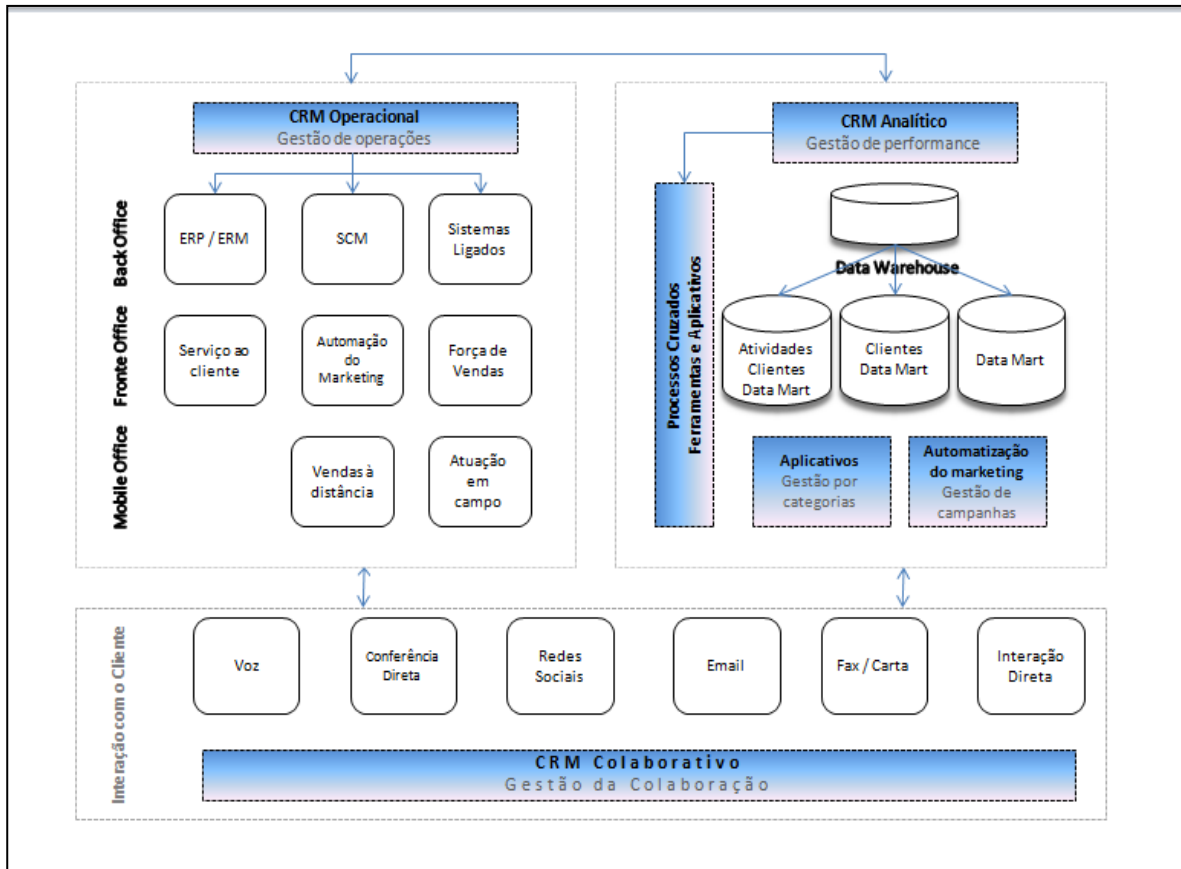 CRM Operacional
Gestão de operações
CRM Analítico
Gestão de performance
Back Office
ERP / ERM
SCM
Sistemas
Ligados
Fronte Office
Serviço ao
cliente
Automação
do
Marketing
Força de
Vendas
Mobile Office
Vendas à
distância
Atuação
em
campo
Processos Cruzados
Ferramentas e Aplicativos
Data Warehouse
Atividades
Clientes
Data Mart
Clientes
Data Mart
Data Mart
Aplicativos
Gestão por
categorias
Automatização
do marketing
Gestão de
campanhas
Interação com o Cliente
Voz
Conferência
Direta
Redes
Sociais
Email
Fax / Carta
Interação
Direta
CRM Colaborativo
Gestão da Colaboração